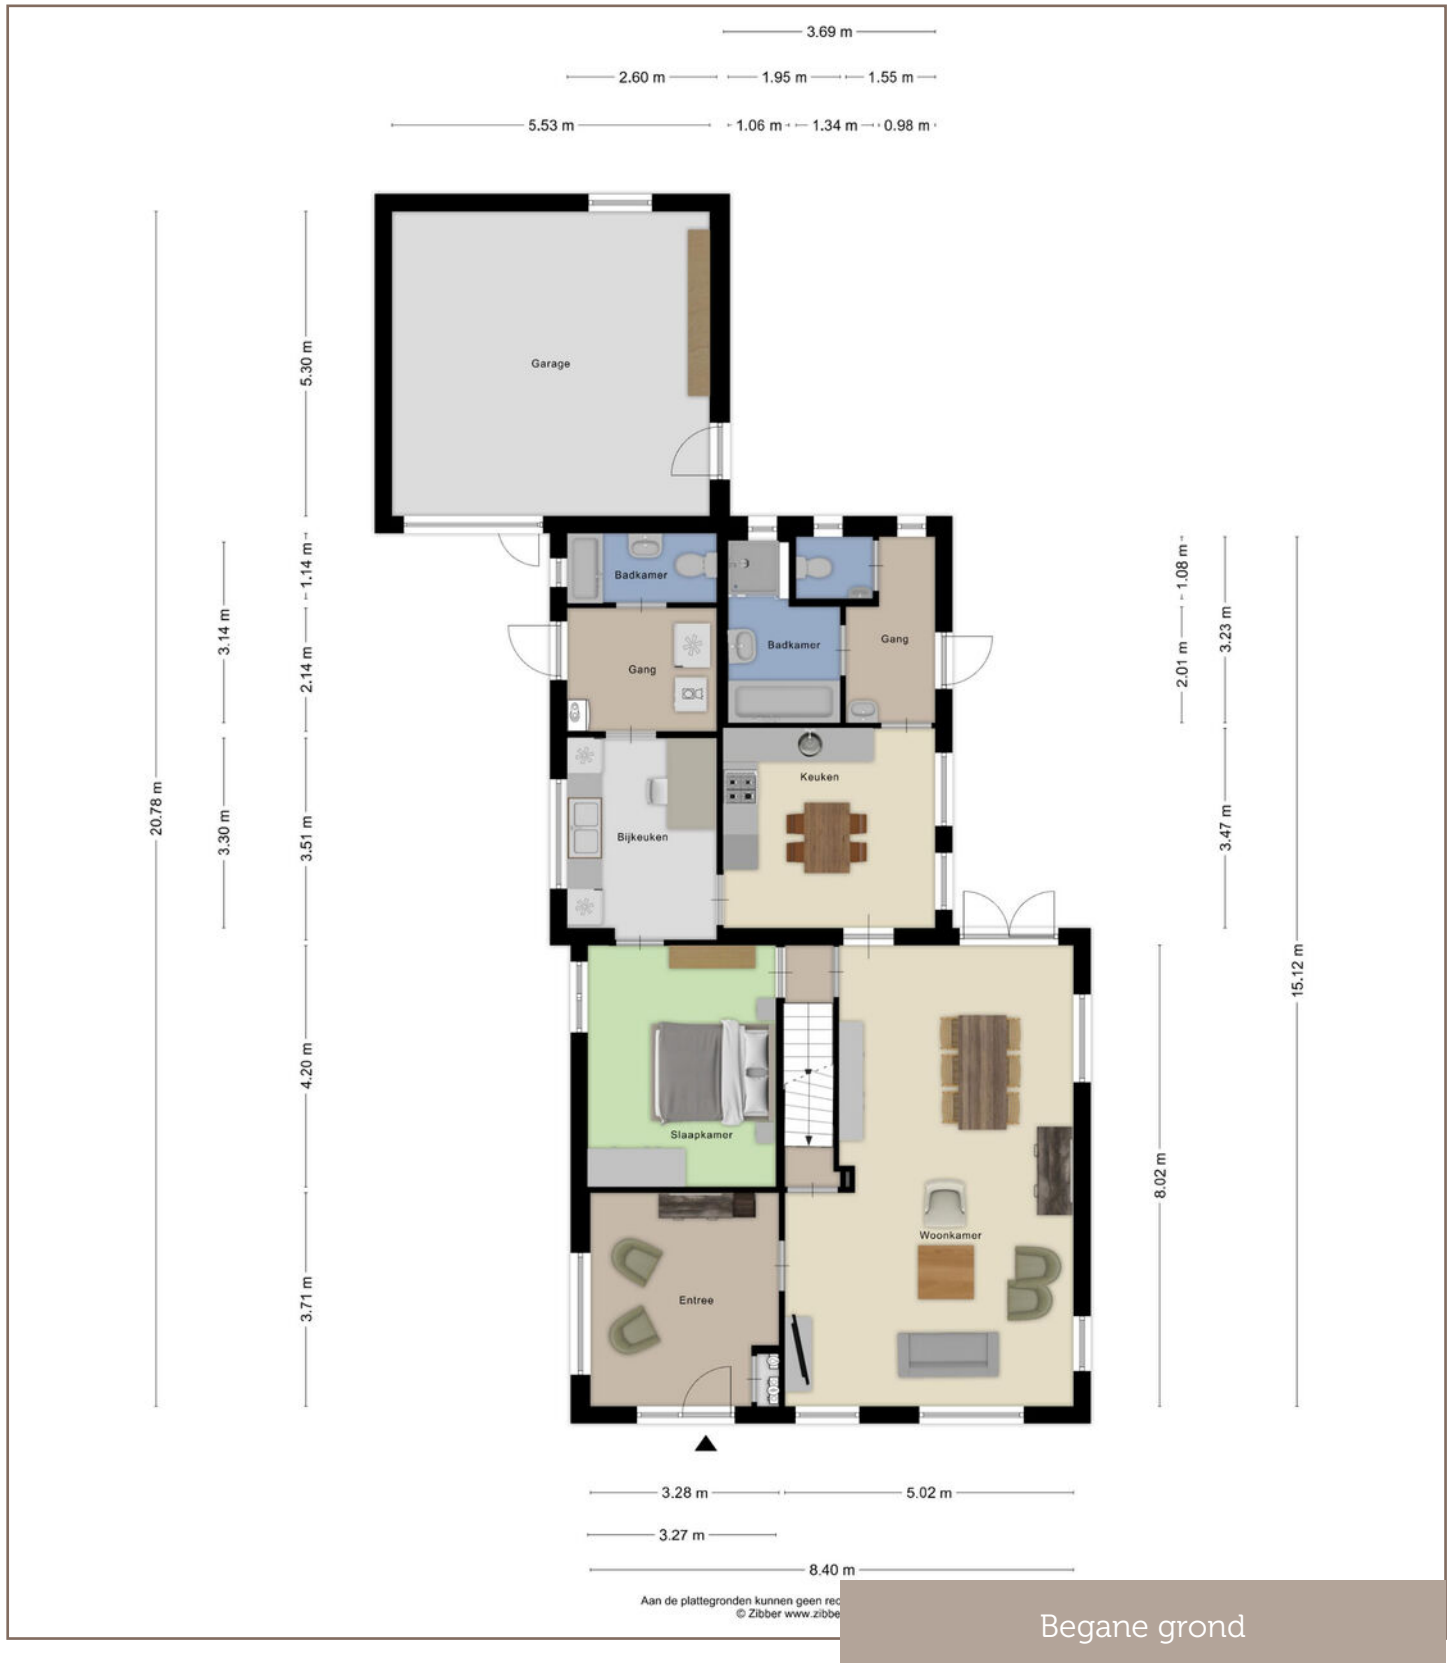 3.69 m
2.60 m
1.95 m
1.55 m
5.53 m
1.06 m
1.34 m
0.98 m
Garage
5.30 m
1.14 m
1.08 m
Badkamer
3.14 m
3.23 m
Gang
Badkamer
2.01 m
2.14 m
Gang
Keuken
20.78 m
3.30 m
3.51 m
Bijkeuken
3.47 m
15.12 m
4.20 m
Slaapkamer
8.02 m
Woonkamer
3.71 m
Entree
3.28 m
5.02 m
3.27 m
8.40 m
Aan de plattegronden kunnen geen rec
© Zibber www.zibbe
Begane grond